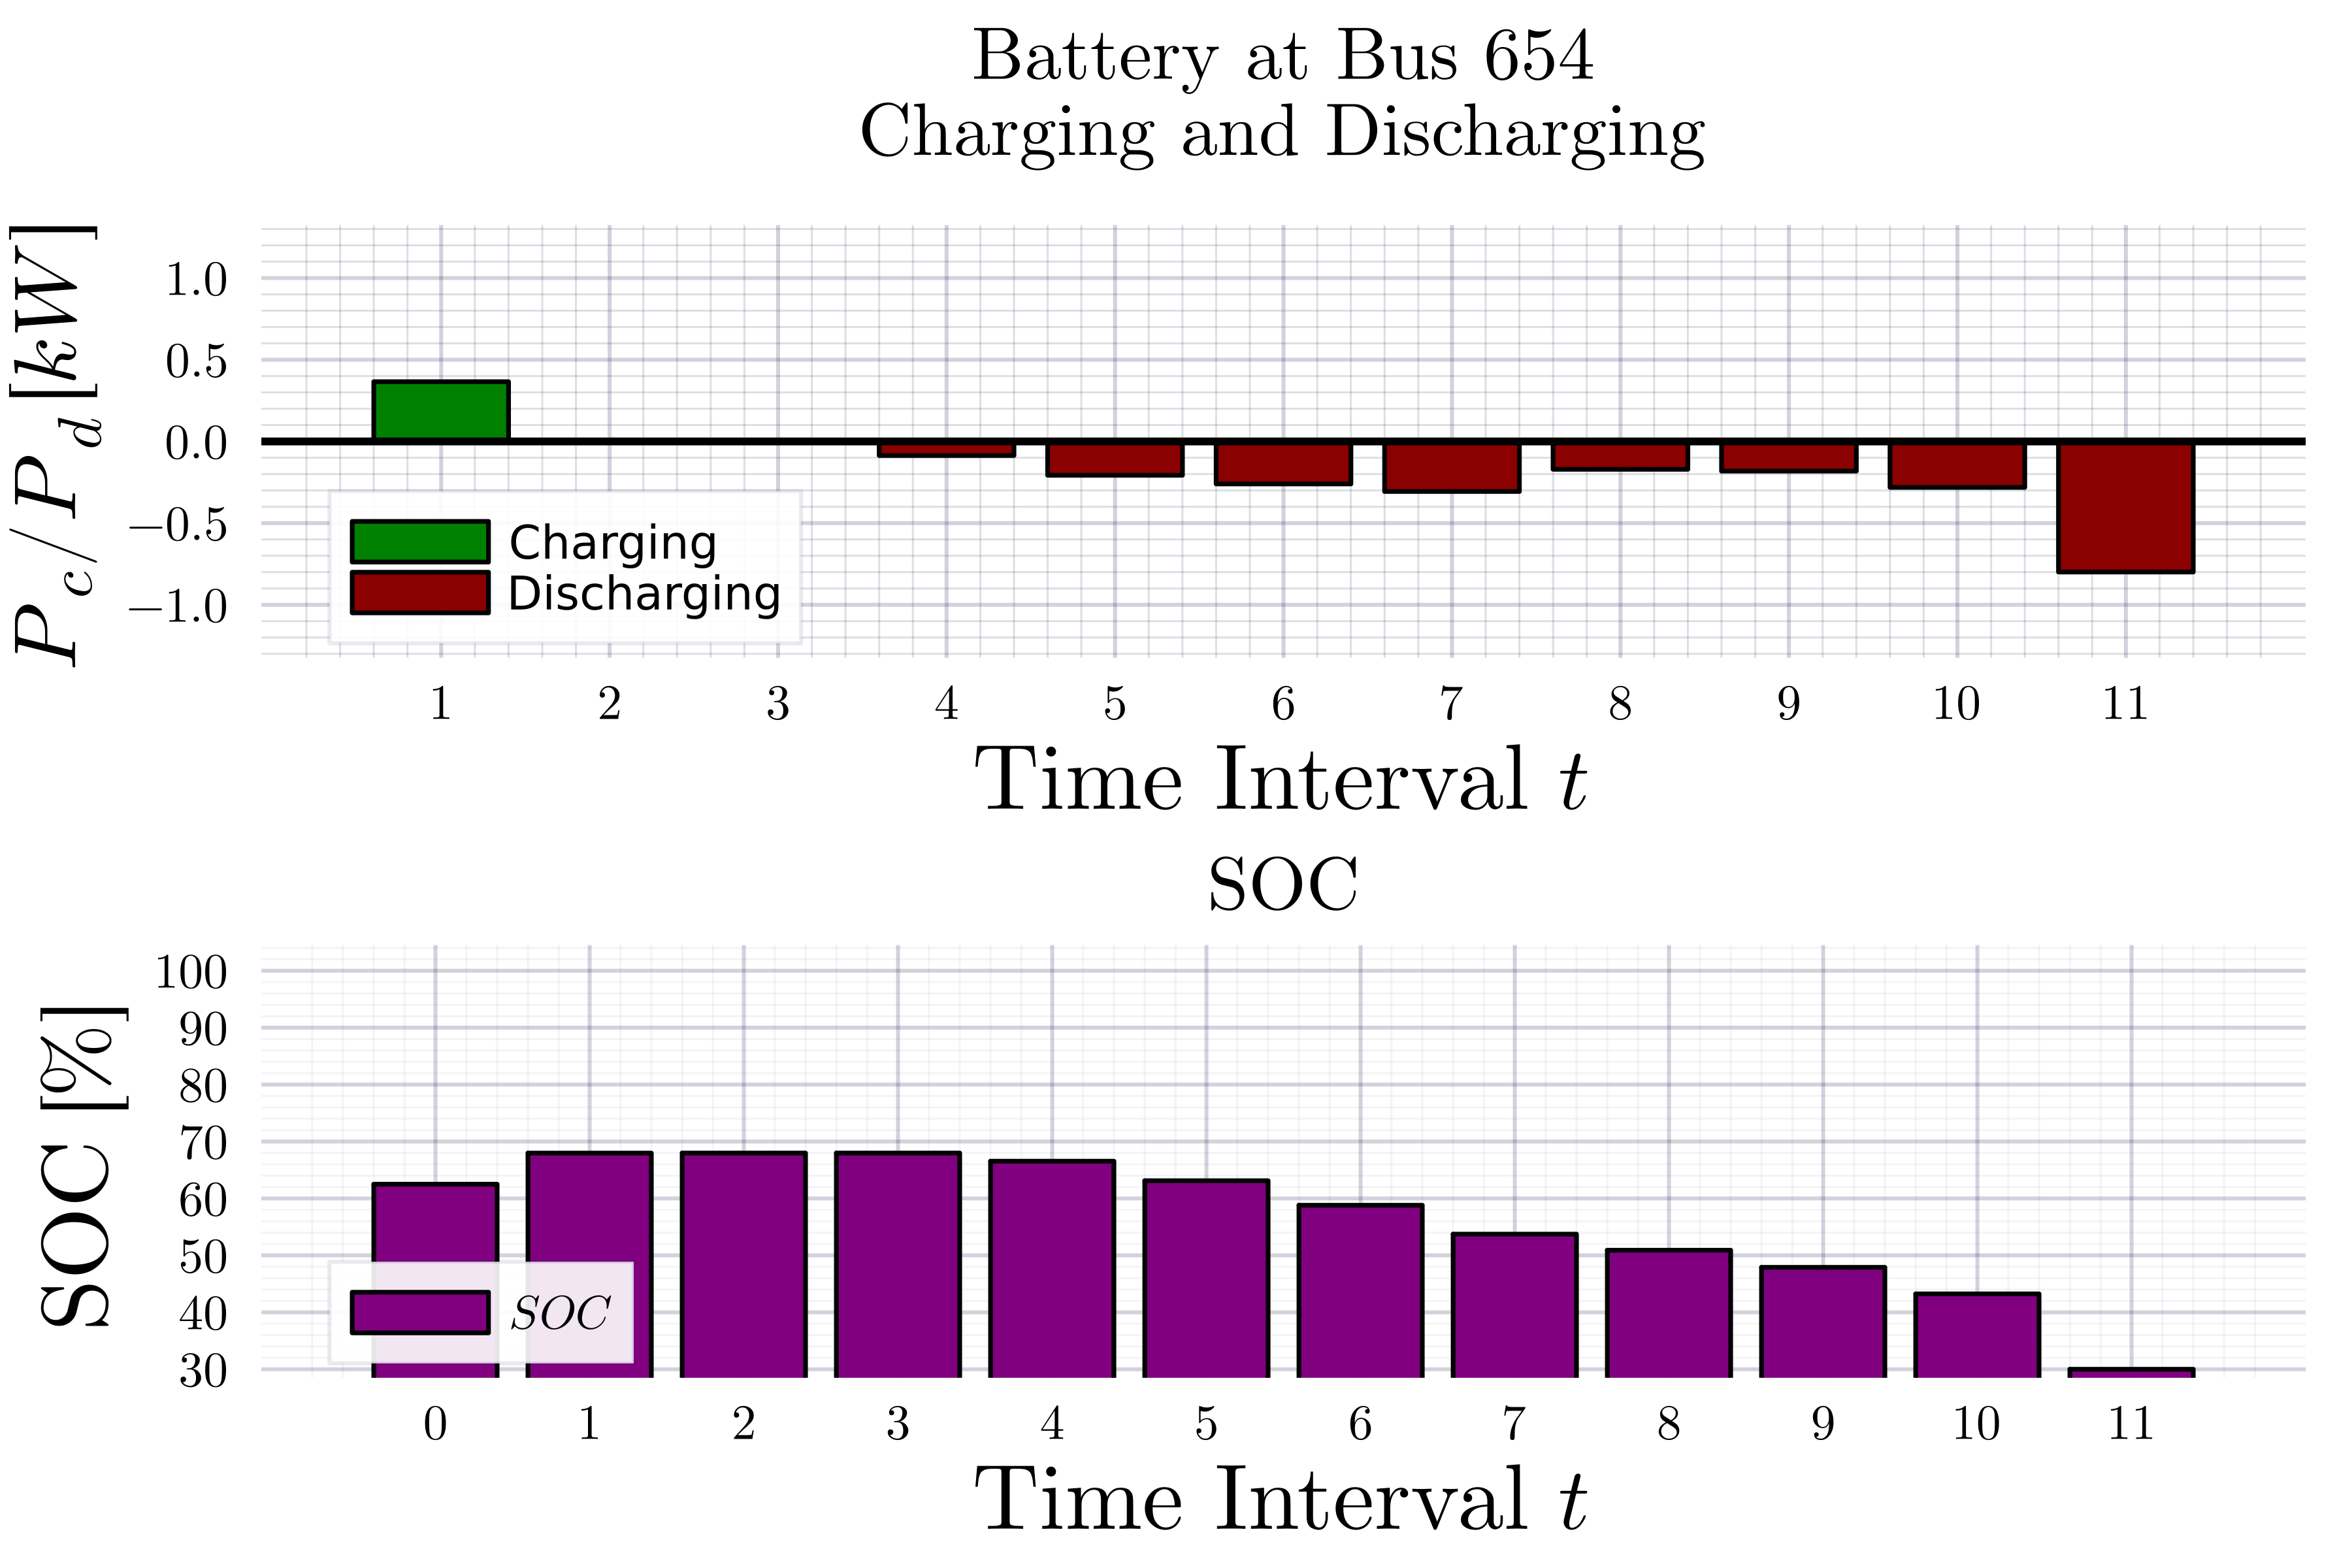 Battery at Bus 654
Charging and Discharging
P_c/P_d[kW]
1.0
0.5
0.0
−0.5
−1.0
Charging
Discharging
1 2 3 4 5 6 7 8 9 10 11
Time Interval t
SOC
SOC [%]
100
90
80
70
60
50
40
30
SOC
0 1 2 3 4 5 6 7 8 9 10 11
Time Interval t